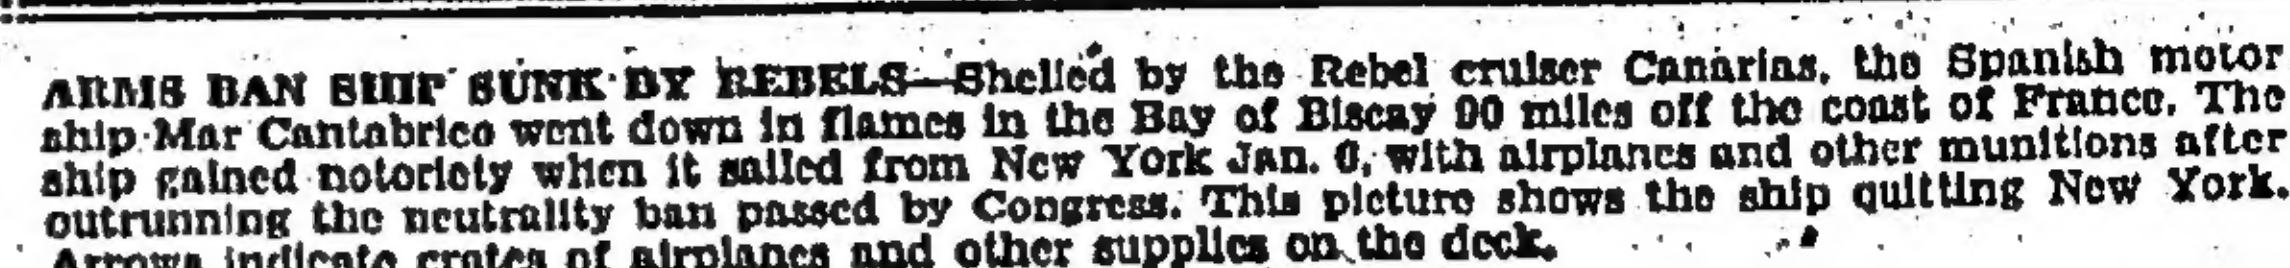 ARMS BAN SHIP SUNK BY REBELS—Shelled by the Rebel cruiser Canarias, the Spanish motor
ship Mar Cantabrico went down in flames in the Bay of Biscay 90 miles off the coast of France. The
ship gained notoriety when it sailed from New York Jan. 6, with airplanes and other munitions after
outrunning the neutrality ban passed by Congress. This picture shows the ship quitting New York.
Arrows indicate crates of airplanes and other supplies on the deck.